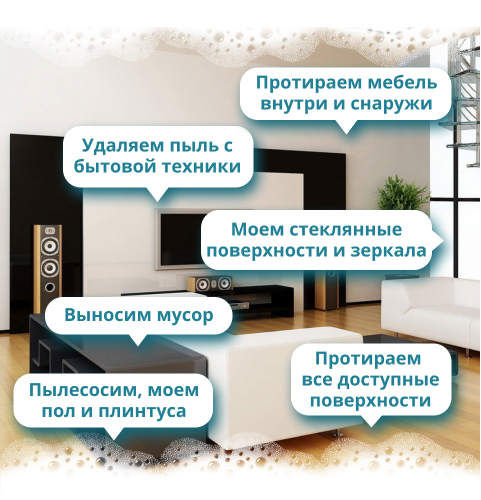 Протираем мебель
внутри и снаружи
Удаляем пыль с
бытовой техники
Моем стеклянные
поверхности и зеркала
Выносим мусор
Протираем
все доступные
поверхности
Пылесосим, моем
пол и плинтуса